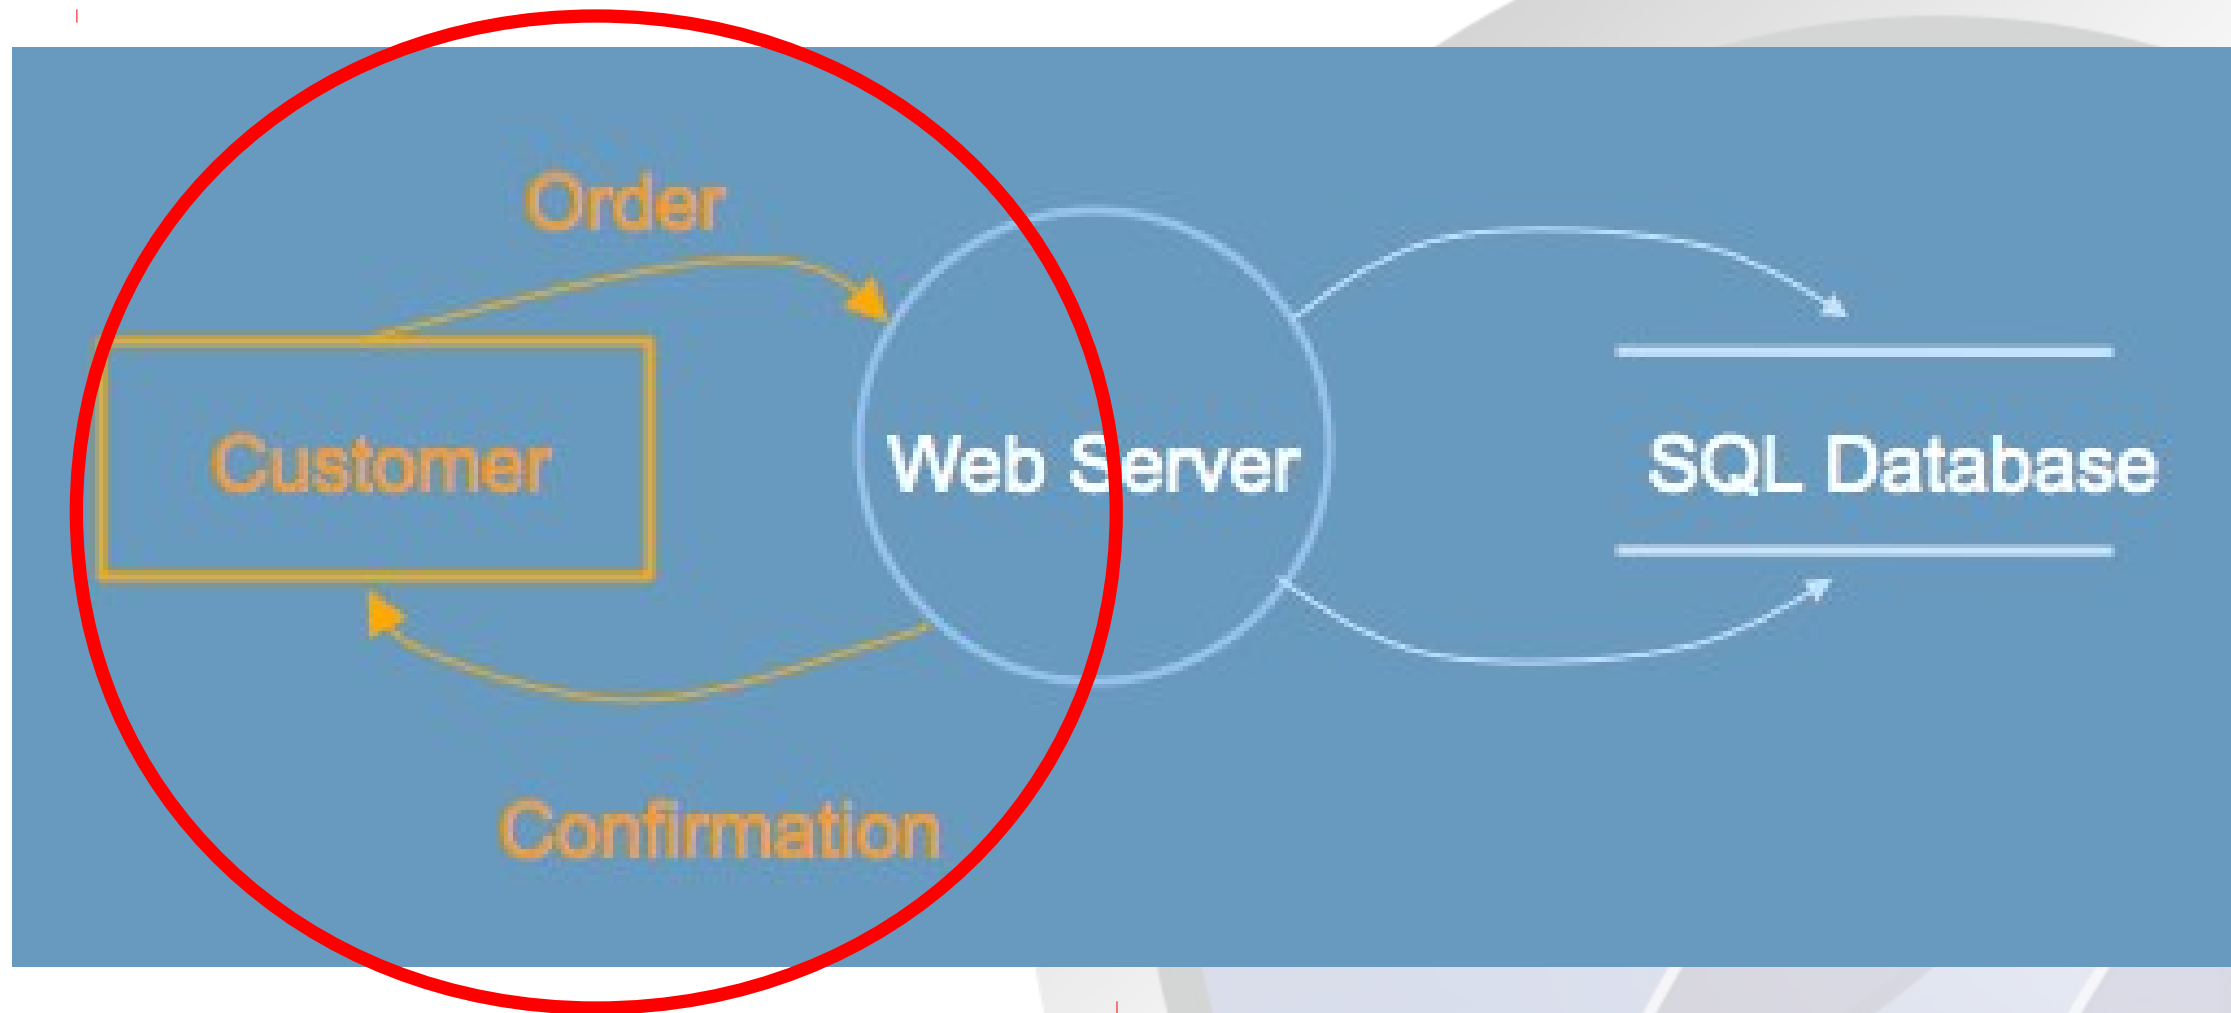 Order
Customer
Web Server
SQL Database
Confirmation